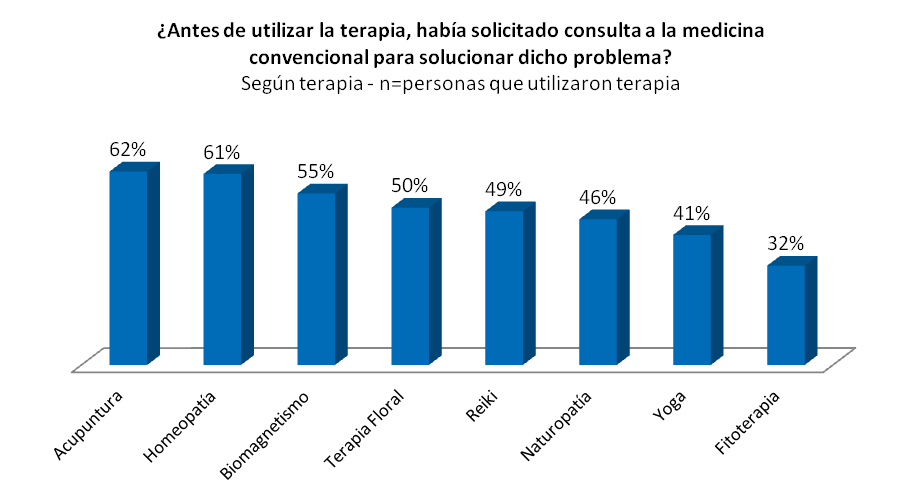 ¿Antes de utilizar la terapia, había solicitado consulta a la medicina
convencional para solucionar dicho problema?
Según terapia - n=personas que utilizaron terapia
62%
61%
55%
50%
49%
46%
41%
32%
Acupuntura
Homeopatía
Biomagnetismo
Terapia Floral
Reiki
Naturopatía
Yoga
Fitoterapia